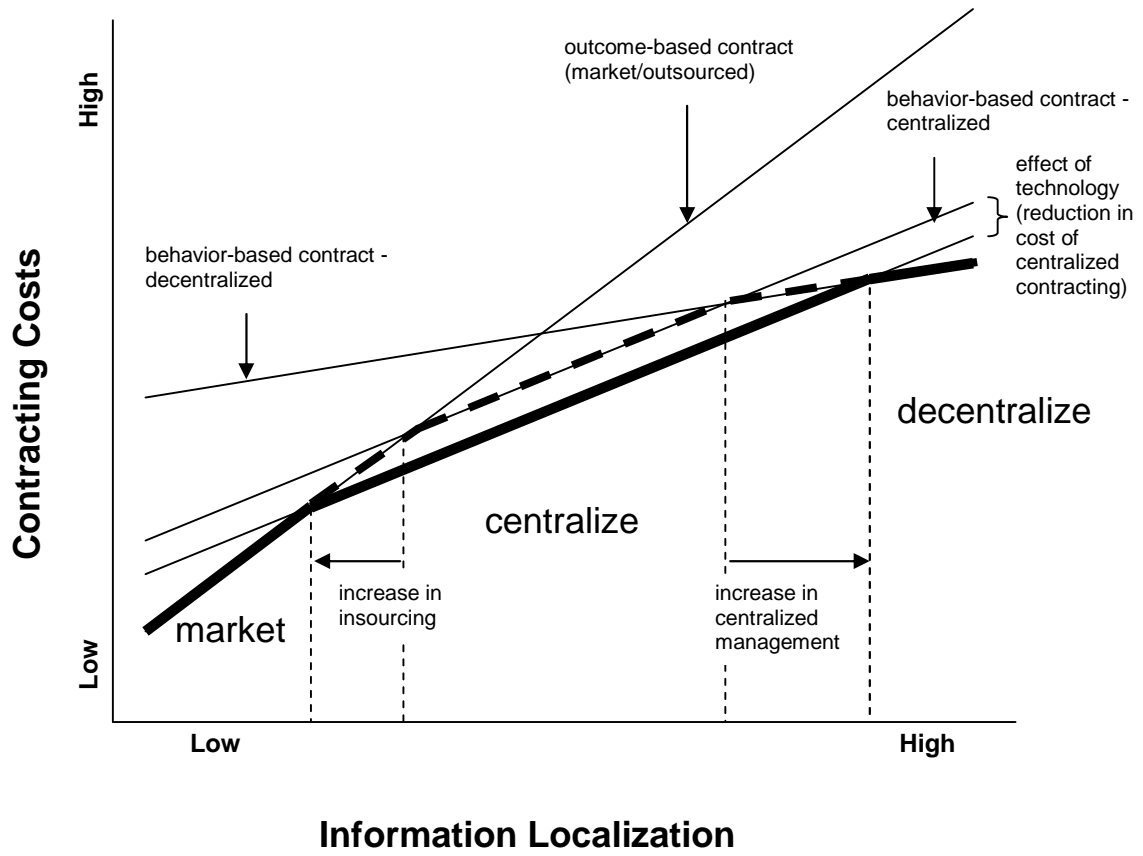 outcome-based contract
(market/outsourced)
High
behavior-based contract -
centralized
effect of
technology
(reduction in
cost of
centralized
contracting)
behavior-based contract -
decentralized
Contracting Costs
decentralize
centralize
increase in
insourcing
increase in
centralized
management
market
Low
Low
High
Information Localization